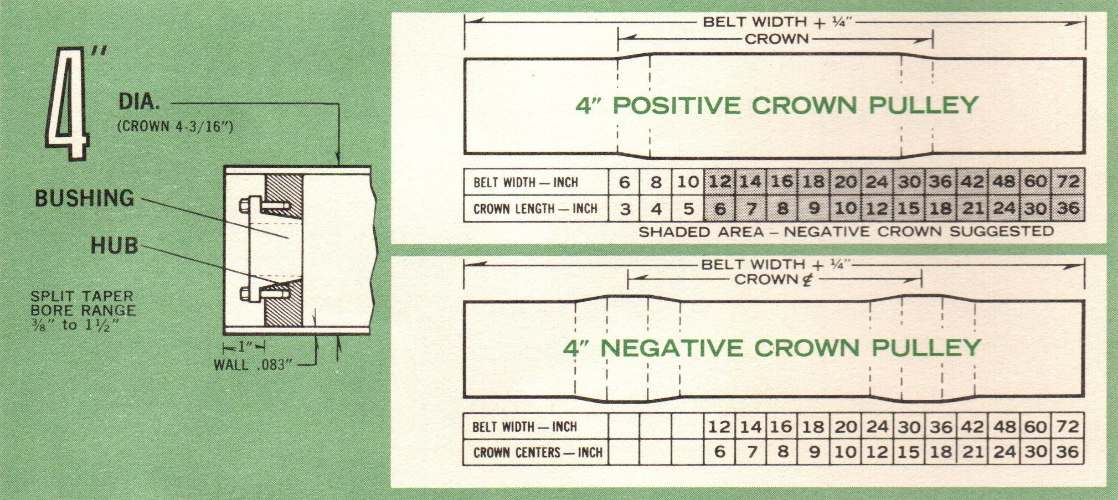 4"
DIA.
(CROWN 4-3/16")
BUSHING
HUB
SPLIT TAPER
BORE RANGE
⅜" to 1½"
1"
WALL .083"
BELT WIDTH + ¼"
CROWN
4" POSITIVE CROWN PULLEY
BELT WIDTH — INCH 6 8 10 12 14 16 18 20 24 30 36 42 48 60 72
CROWN LENGTH — INCH 3 4 5 6 7 8 9 10 12 15 18 21 24 30 36
SHADED AREA – NEGATIVE CROWN SUGGESTED
BELT WIDTH + ¼"
CROWN ℄
4" NEGATIVE CROWN PULLEY
BELT WIDTH — INCH 12 14 16 18 20 24 30 36 42 48 60 72
CROWN CENTERS — INCH 6 7 8 9 10 12 15 18 21 24 30 36